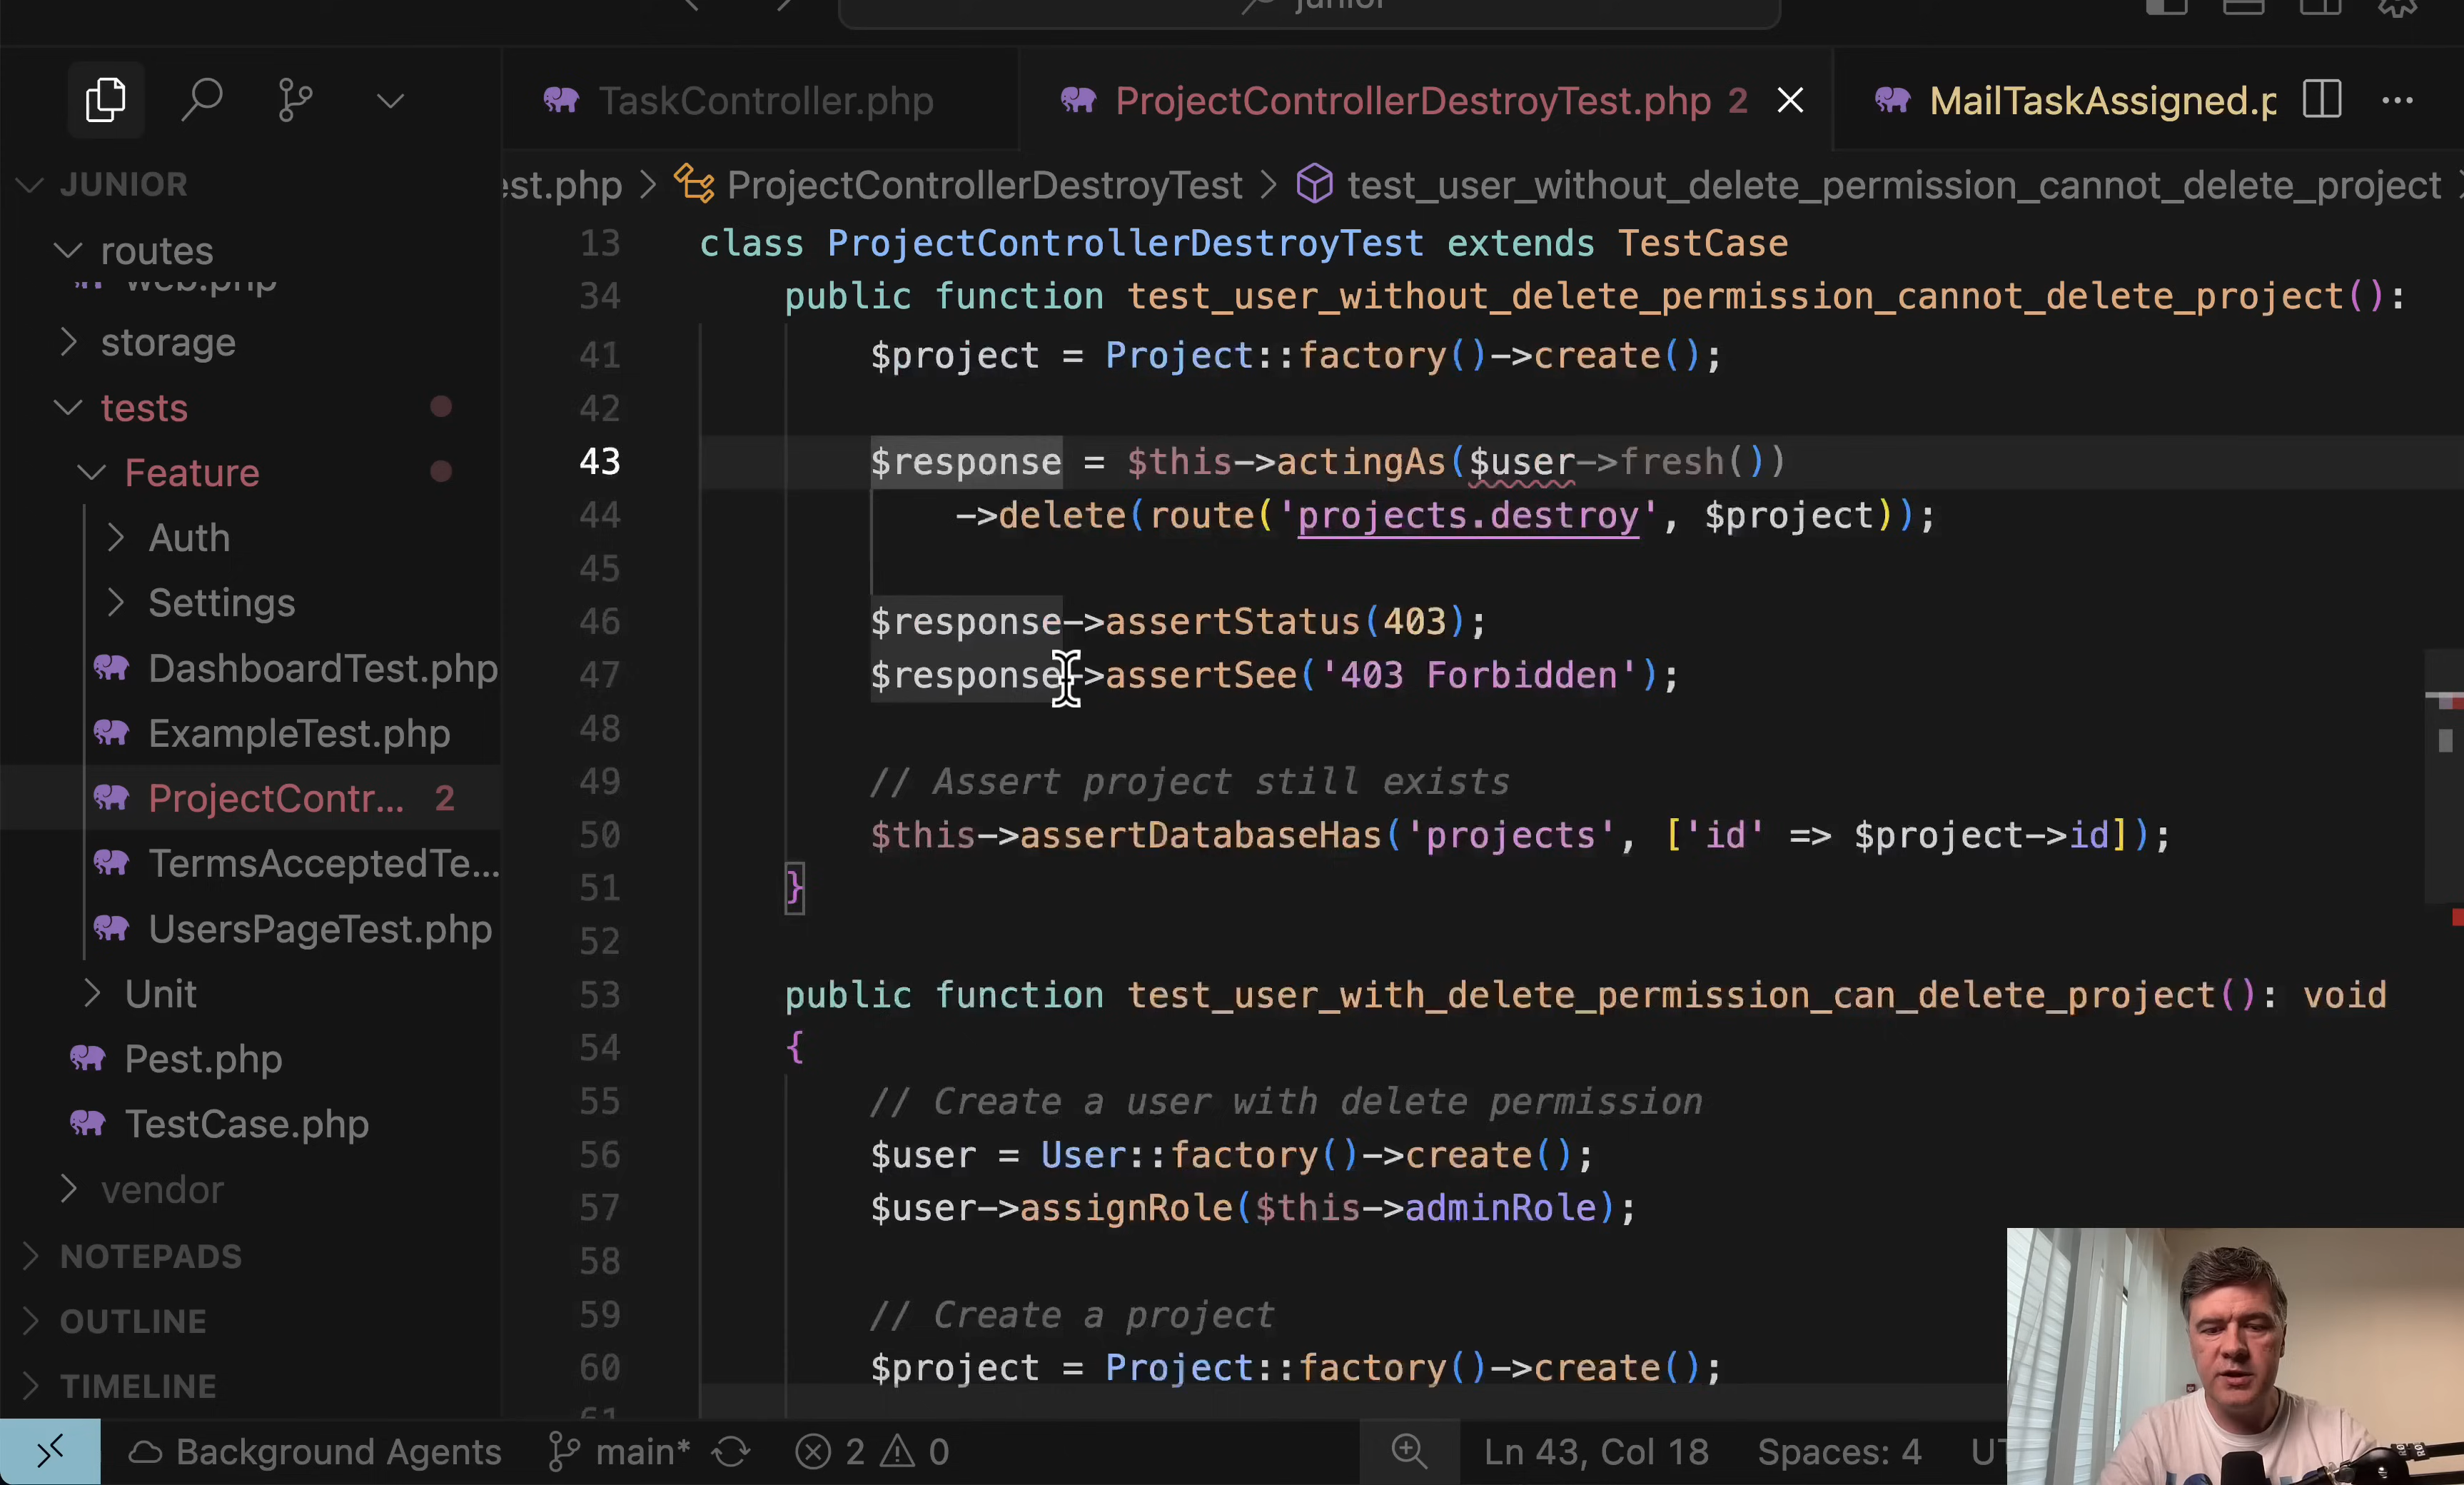 junior
TaskController.php
ProjectControllerDestroyTest.php 2
MailTaskAssigned.p
est.php > ProjectControllerDestroyTest > test_user_without_delete_permission_cannot_delete_project
JUNIOR
routes
web.php
storage
tests
Feature
Auth
Settings
DashboardTest.php
ExampleTest.php
ProjectContr... 2
TermsAcceptedTe...
UsersPageTest.php
Unit
Pest.php
TestCase.php
vendor
NOTEPADS
OUTLINE
TIMELINE
13 class ProjectControllerDestroyTest extends TestCase
34 public function test_user_without_delete_permission_cannot_delete_project():
41 $project = Project::factory()->create();
42
43 $response = $this->actingAs($user->fresh())
44 ->delete(route('projects.destroy', $project));
45
46 $response->assertStatus(403);
47 $response->assertSee('403 Forbidden');
48
49 // Assert project still exists
50 $this->assertDatabaseHas('projects', ['id' => $project->id]);
51 }
52
53 public function test_user_with_delete_permission_can_delete_project(): void
54 {
55 // Create a user with delete permission
56 $user = User::factory()->create();
57 $user->assignRole($this->adminRole);
58
59 // Create a project
60 $project = Project::factory()->create();
61
Background Agents
main*
2
0
Ln 43, Col 18
Spaces: 4